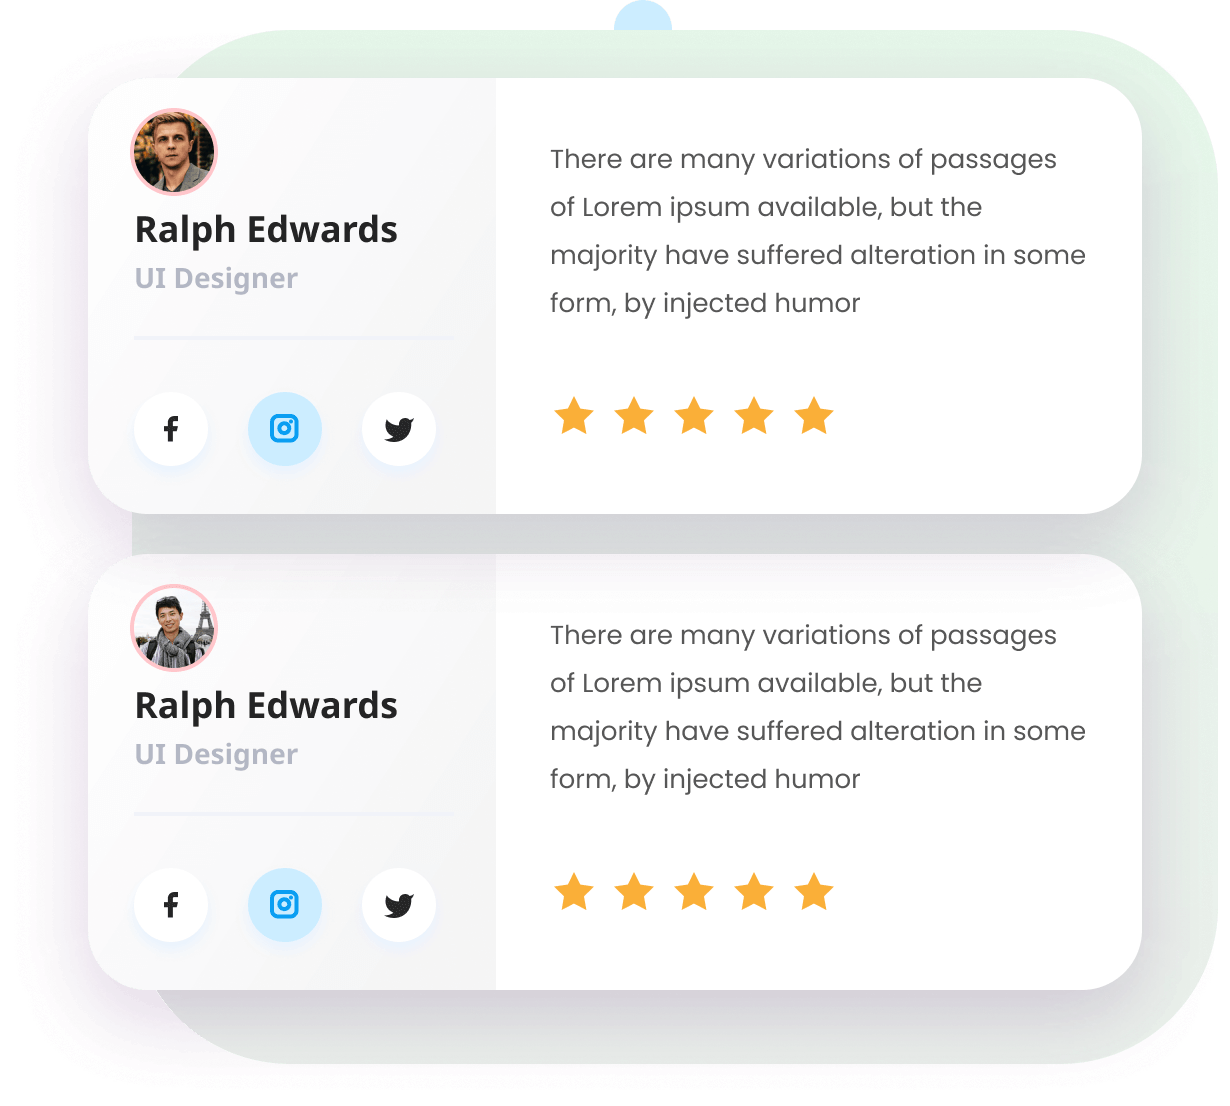 Ralph Edwards
UI Designer
There are many variations of passages
of Lorem ipsum available, but the
majority have suffered alteration in some
form, by injected humor
Ralph Edwards
UI Designer
There are many variations of passages
of Lorem ipsum available, but the
majority have suffered alteration in some
form, by injected humor